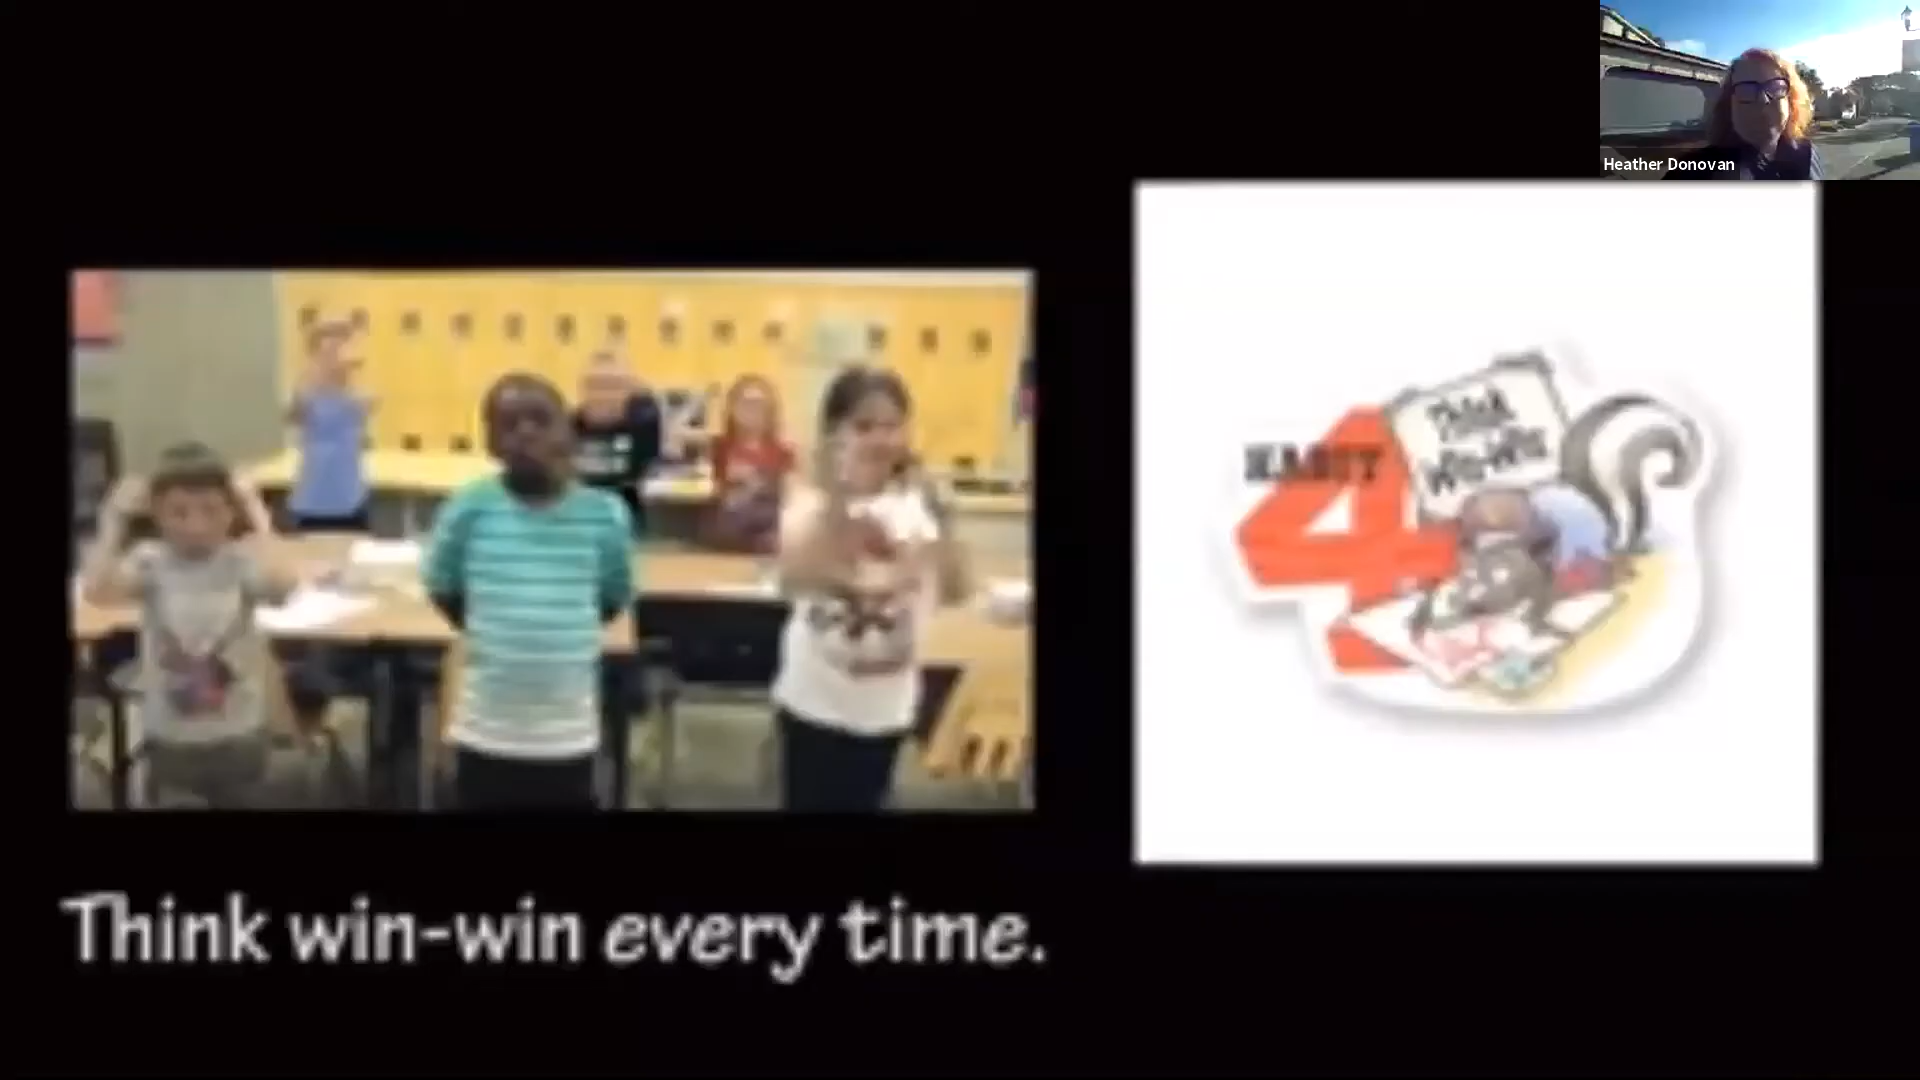 Heather Donovan
HABIT
4
Think
Win-Win
Think win-win every time.